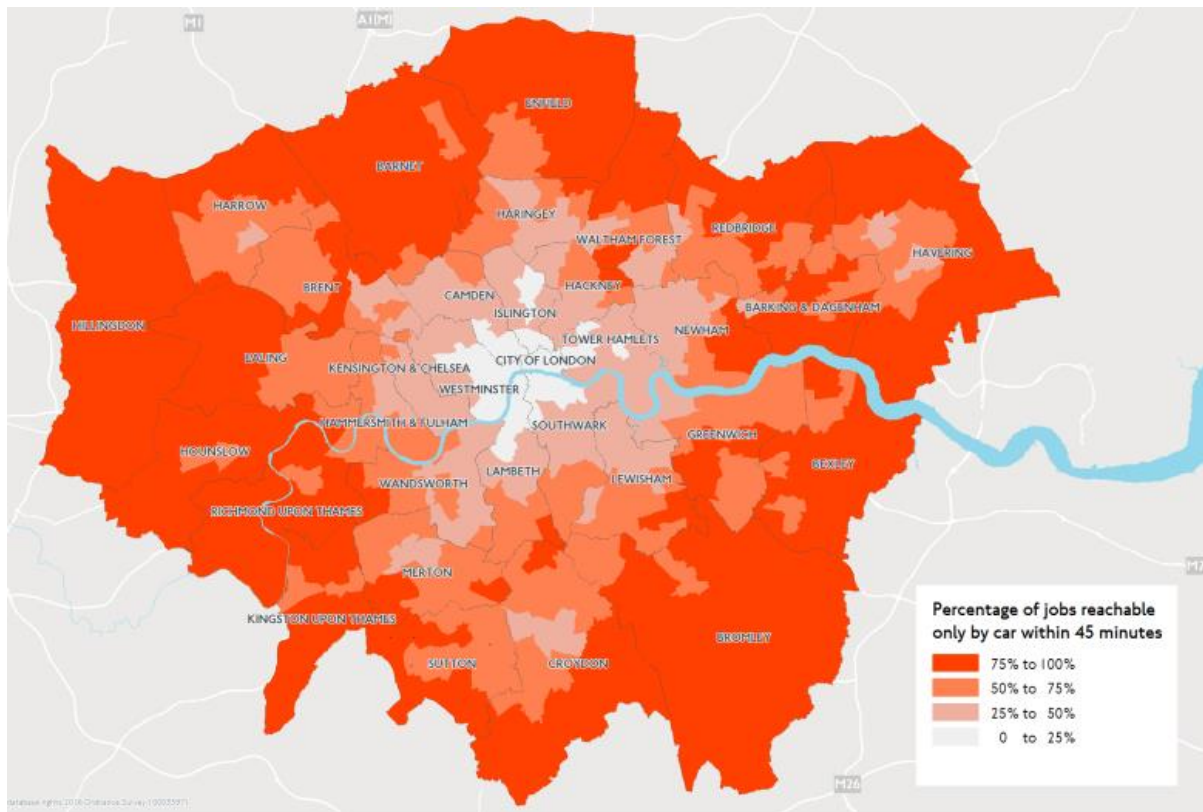 M1
A1(M)
ENFIELD
BARNET
HARROW
HARINGEY
WALTHAM FOREST
REDBRIDGE
HAVERING
BRENT
CAMDEN
HACKNEY
ISLINGTON
BARKING & DAGENHAM
HILLINGDON
TOWER HAMLETS
NEWHAM
EALING
CITY OF LONDON
KENSINGTON & CHELSEA
WESTMINSTER
HAMMERSMITH & FULHAM
SOUTHWARK
GREENWICH
HOUNSLOW
BEXLEY
LAMBETH
LEWISHAM
WANDSWORTH
RICHMOND UPON THAMES
MERTON
KINGSTON UPON THAMES
BROMLEY
SUTTON
CROYDON
M26
Percentage of jobs reachable
only by car within 45 minutes
75% to 100%
50% to 75%
25% to 50%
0 to 25%